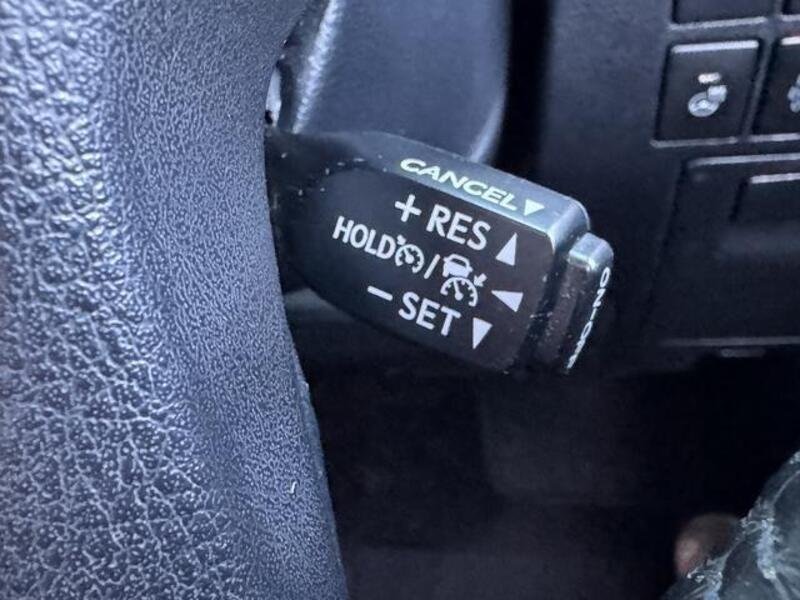 CANCEL▼
+ RES ▲
HOLD /
− SET ▼
ON-OFF